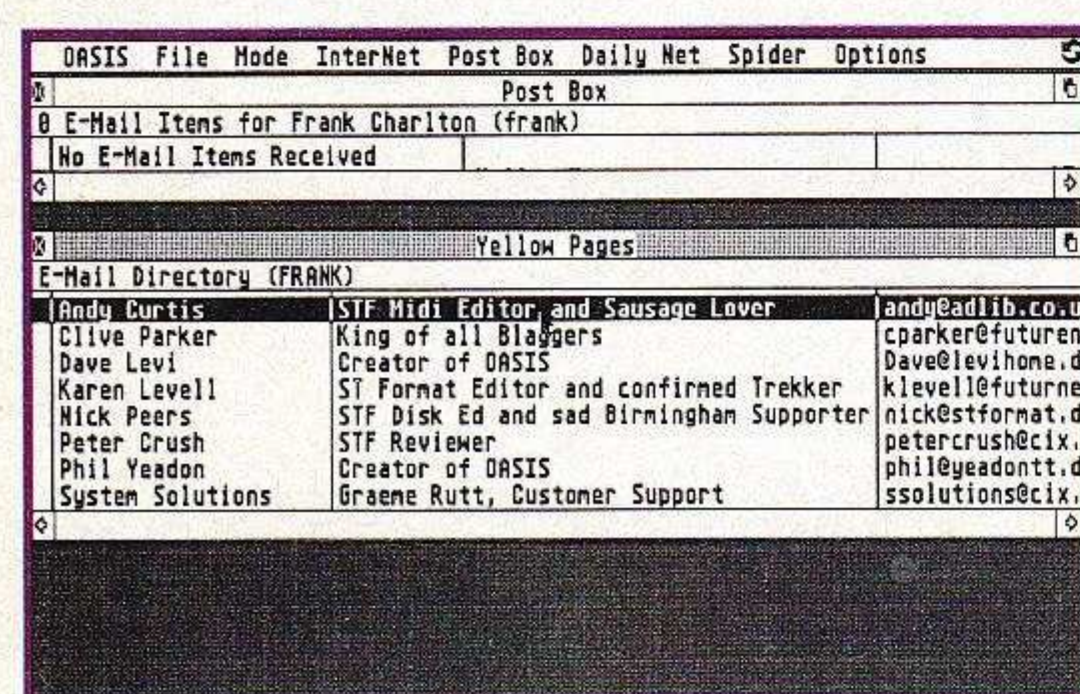 OASIS File Mode InterNet Post Box Daily Net Spider Options
Post Box
0 E-Mail Items for Frank Charlton (frank)
No E-Mail Items Received
Yellow Pages
E-Mail Directory (FRANK)
Andy Curtis STF Midi Editor and Sausage Lover andy@adlib.co.u
Clive Parker King of all Blaggers cparker@futuren
Dave Levi Creator of OASIS Dave@levihome.d
Karen Levell ST Format Editor and confirmed Trekker klevell@futurne
Nick Peers STF Disk Ed and sad Birmingham Supporter nick@stformat.d
Peter Crush STF Reviewer petercrush@cix.
Phil Yeadon Creator of OASIS phil@yeadontt.d
System Solutions Graeme Rutt, Customer Support ssolutions@cix.